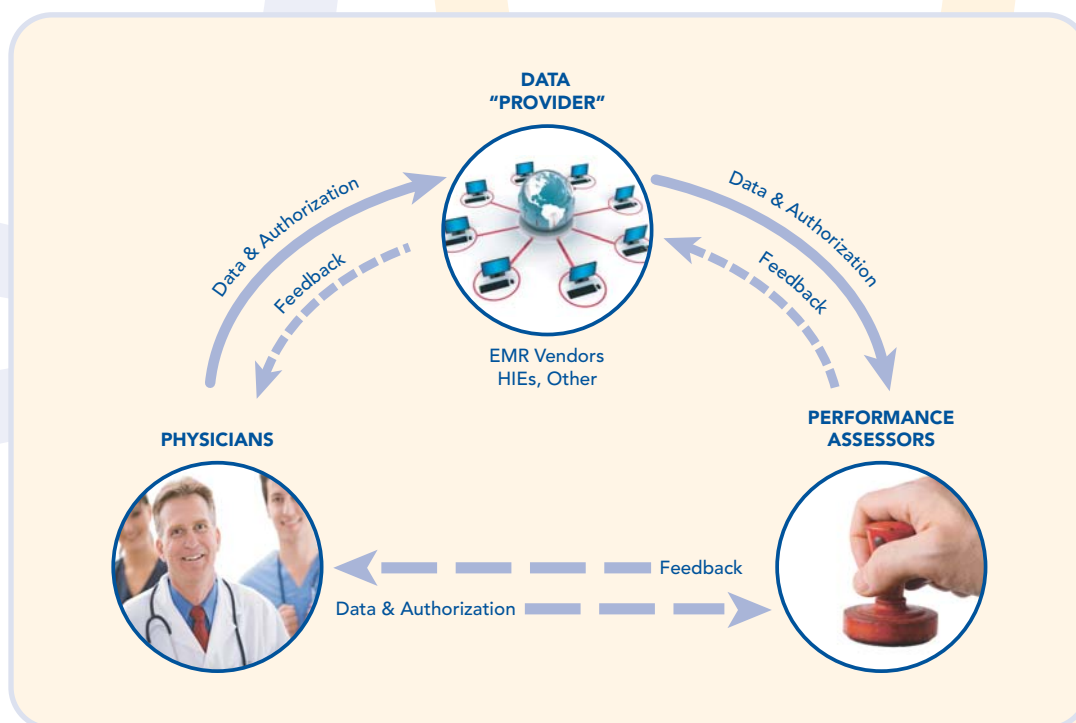 DATA
“PROVIDER”
Data & Authorization
Feedback
Data & Authorization
Feedback
EMR Vendors
HIEs, Other
PHYSICIANS
PERFORMANCE
ASSESSORS
Feedback
Data & Authorization